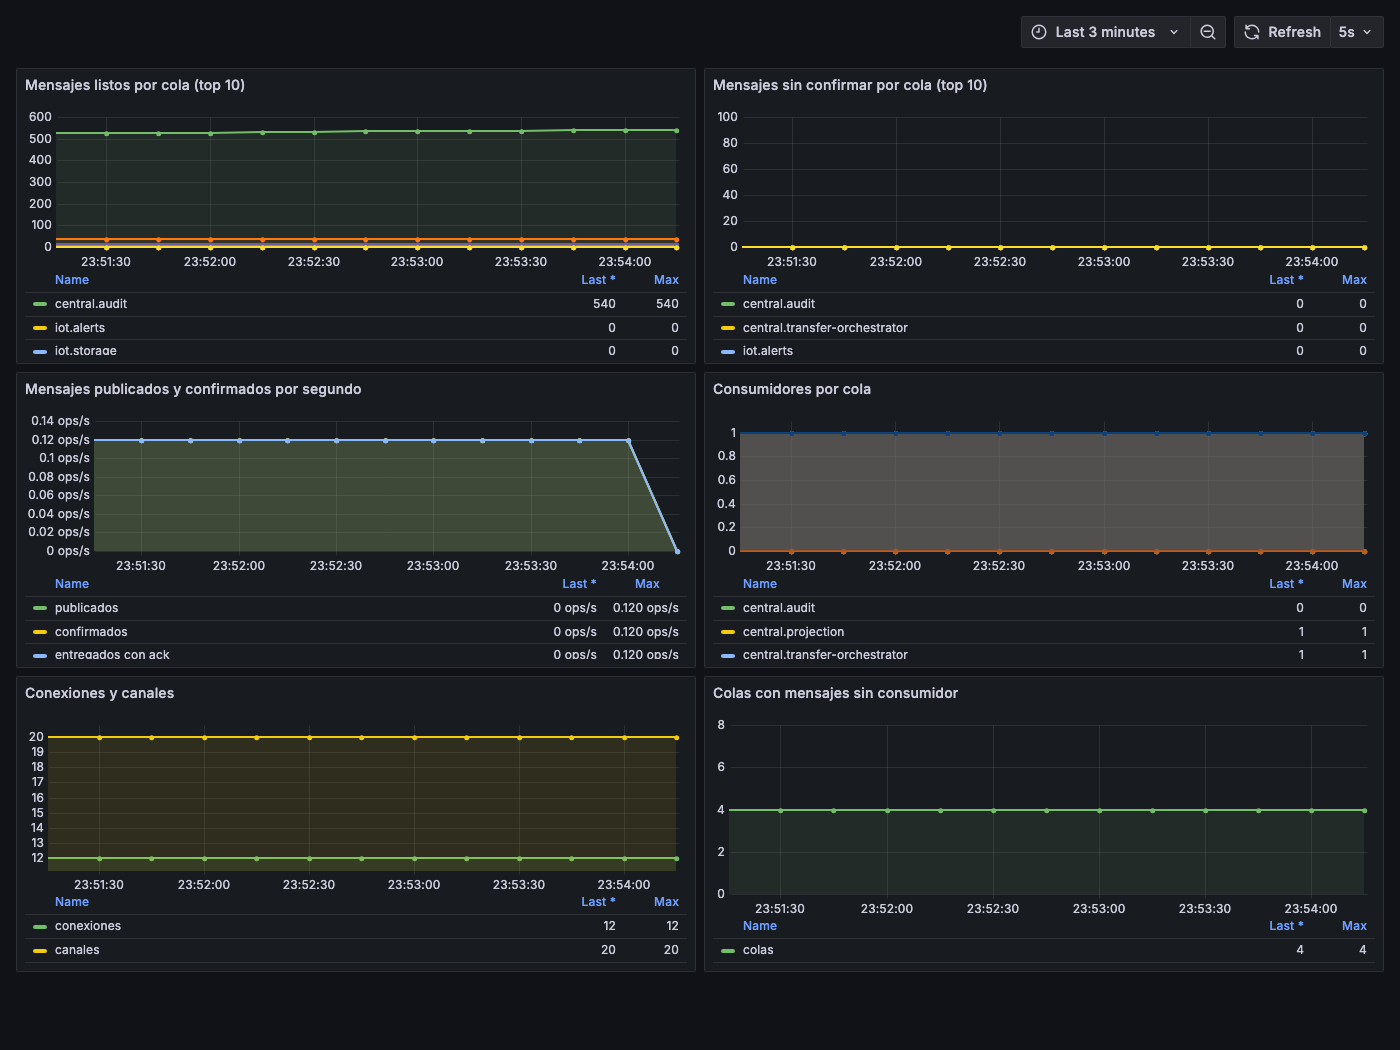 Last 3 minutes
Refresh
5s
Mensajes listos por cola (top 10)
600
500
400
300
200
100
0
23:51:30 23:52:00 23:52:30 23:53:00 23:53:30 23:54:00
Name Last * Max
central.audit 540 540
iot.alerts 0 0
iot.storage 0 0
Mensajes sin confirmar por cola (top 10)
100
80
60
40
20
0
23:51:30 23:52:00 23:52:30 23:53:00 23:53:30 23:54:00
Name Last * Max
central.audit 0 0
central.transfer-orchestrator 0 0
iot.alerts 0 0
Mensajes publicados y confirmados por segundo
0.14 ops/s
0.12 ops/s
0.1 ops/s
0.08 ops/s
0.06 ops/s
0.04 ops/s
0.02 ops/s
0 ops/s
23:51:30 23:52:00 23:52:30 23:53:00 23:53:30 23:54:00
Name Last * Max
publicados 0 ops/s 0.120 ops/s
confirmados 0 ops/s 0.120 ops/s
entregados con ack 0 ops/s 0.120 ops/s
Consumidores por cola
1
0.8
0.6
0.4
0.2
0
23:51:30 23:52:00 23:52:30 23:53:00 23:53:30 23:54:00
Name Last * Max
central.audit 0 0
central.projection 1 1
central.transfer-orchestrator 1 1
Conexiones y canales
20
19
18
17
16
15
14
13
12
23:51:30 23:52:00 23:52:30 23:53:00 23:53:30 23:54:00
Name Last * Max
conexiones 12 12
canales 20 20
Colas con mensajes sin consumidor
8
6
4
2
0
23:51:30 23:52:00 23:52:30 23:53:00 23:53:30 23:54:00
Name Last * Max
colas 4 4